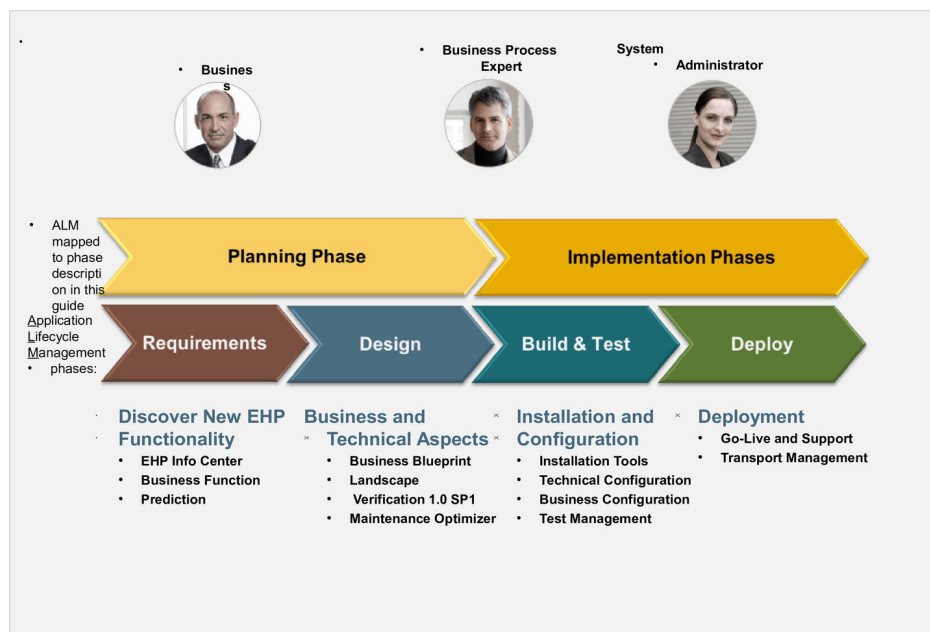 • Business Process
Expert
System
• Administrator
• Busines
s
• ALM
mapped
to phase
descripti
on in this
guide
Application
Lifecycle
Management
• phases:
Planning Phase
Implementation Phases
Requirements
Design
Build & Test
Deploy
Discover New EHP
Functionality
• EHP Info Center
• Business Function
• Prediction
Business and
Technical Aspects
• Business Blueprint
• Landscape
• Verification 1.0 SP1
• Maintenance Optimizer
Installation and
Configuration
• Installation Tools
• Technical Configuration
• Business Configuration
• Test Management
Deployment
• Go-Live and Support
• Transport Management